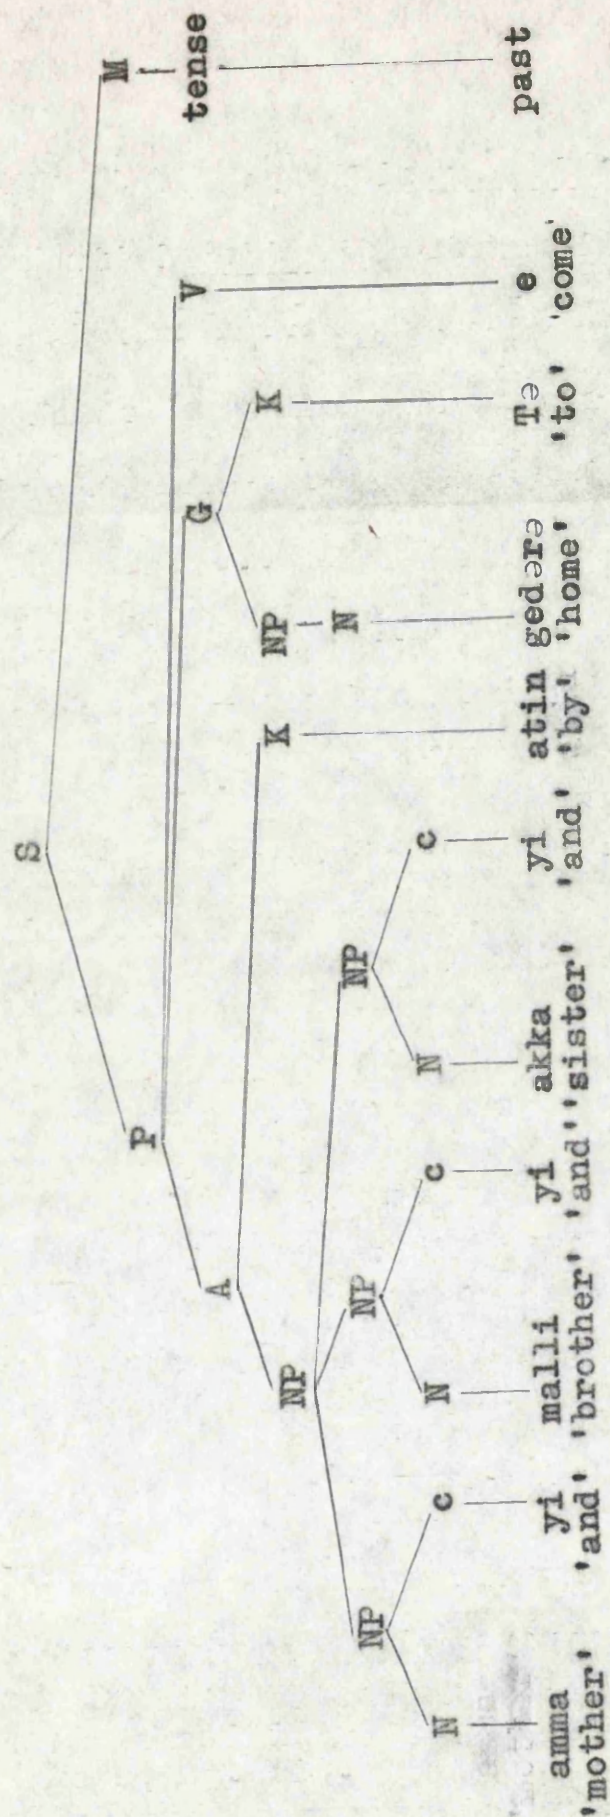 S
M
P
tense
A
G
V
NP
K
NP
K
NP
NP
NP
N
N
c
N
c
N
c
amma yi malli yi akka yi atin gedərə Tə e past
'mother' 'and' 'brother' 'and' 'sister' 'and' 'by' 'home' 'to' 'come'